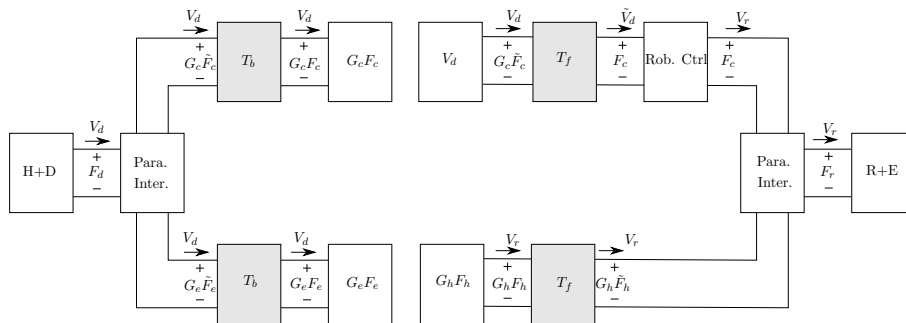 V_d V_d V_d Ṽ_d V_r
+ + + +
G_cF̃_c T_b G_cF_c G_cF_c V_d G_cF̃_c T_f F_c Rob. Ctrl F_c
− − − −
V_d V_r
+ +
H+D F_d Para. Inter. Para. Inter. F_r R+E
− −
V_d V_d V_r V_r
+ + + +
G_eF̃_e T_b G_eF_e G_eF_e G_hF_h G_hF_h T_f G_hF̃_h
− − − −